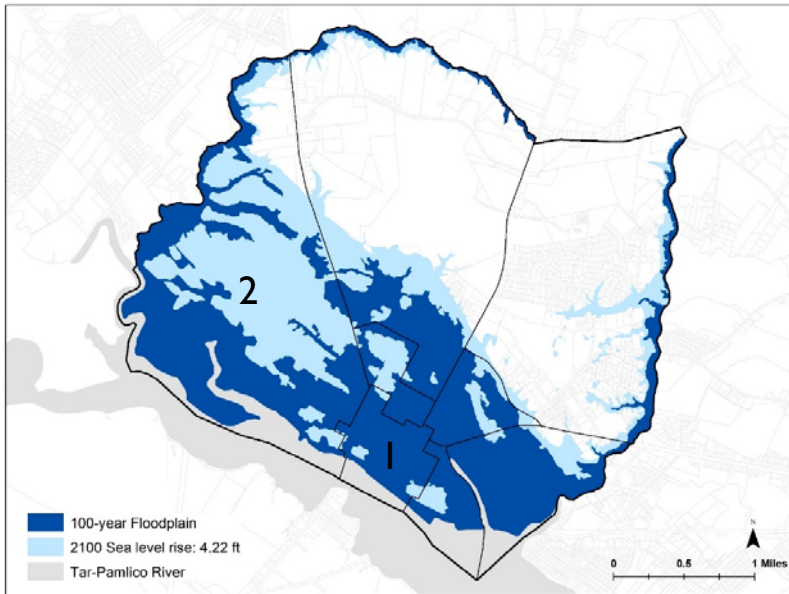 2
1
100-year Floodplain
2100 Sea level rise: 4.22 ft
Tar-Pamlico River
N
0 0.5 1 Miles